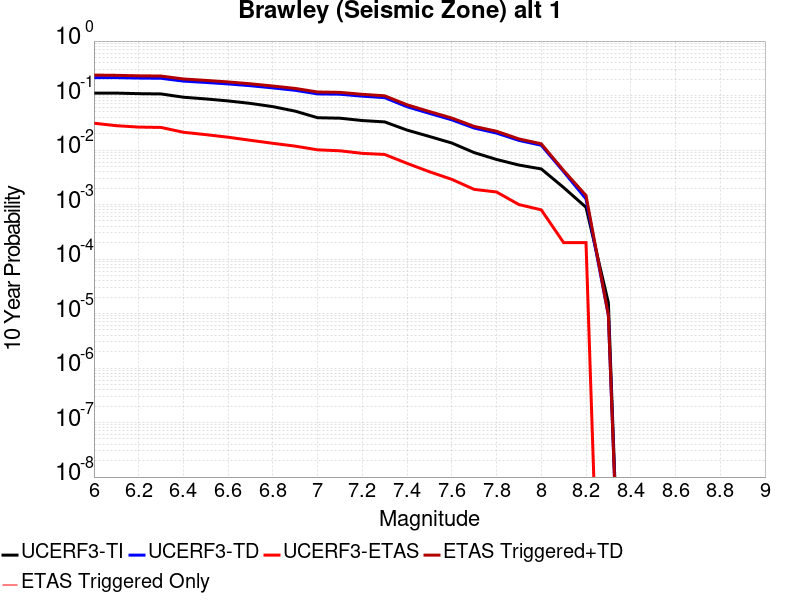 Brawley (Seismic Zone) alt 1
10 Year Probability
10^0
10^-1
10^-2
10^-3
10^-4
10^-5
10^-6
10^-7
10^-8
6 6.2 6.4 6.6 6.8 7 7.2 7.4 7.6 7.8 8 8.2 8.4 8.6 8.8 9
Magnitude
UCERF3-TI UCERF3-TD UCERF3-ETAS ETAS Triggered+TD
ETAS Triggered Only